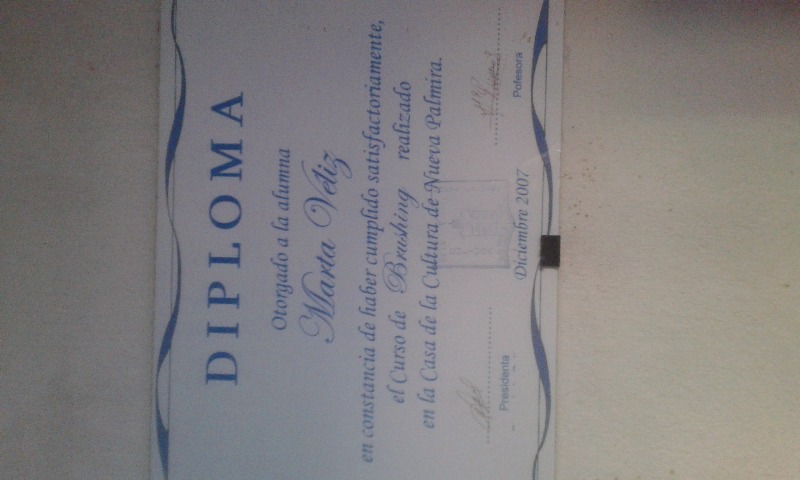 DIPLOMA
Otorgado a la alumna
Marta Veliz
en constancia de haber cumplido satisfactoriamente,
el Curso de Brushing realizado
en la Casa de la Cultura de Nueva Palmira.
Presidenta
Diciembre 2007
Pofesora